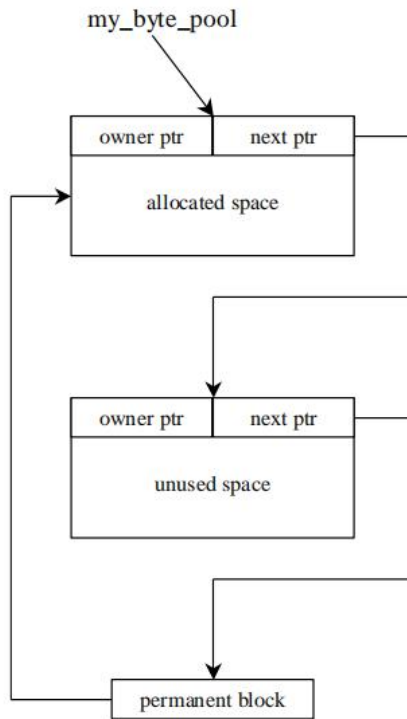 my_byte_pool
owner ptr next ptr
allocated space
owner ptr next ptr
unused space
permanent block